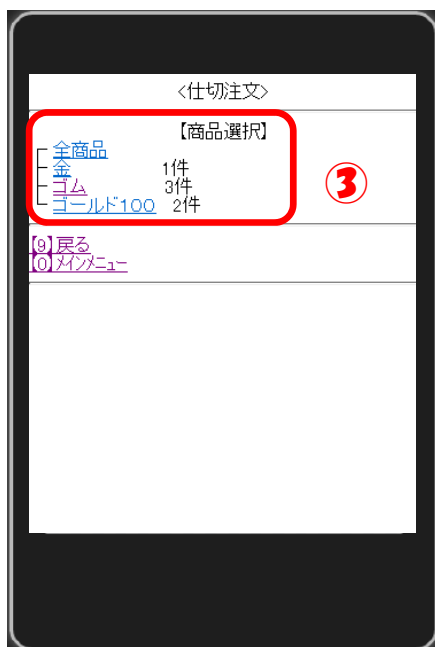 <仕切注文>
【商品選択】
全商品
金 1件
ゴム 3件
ゴールド100 2件
③
[9]戻る
[0]メインメニュー